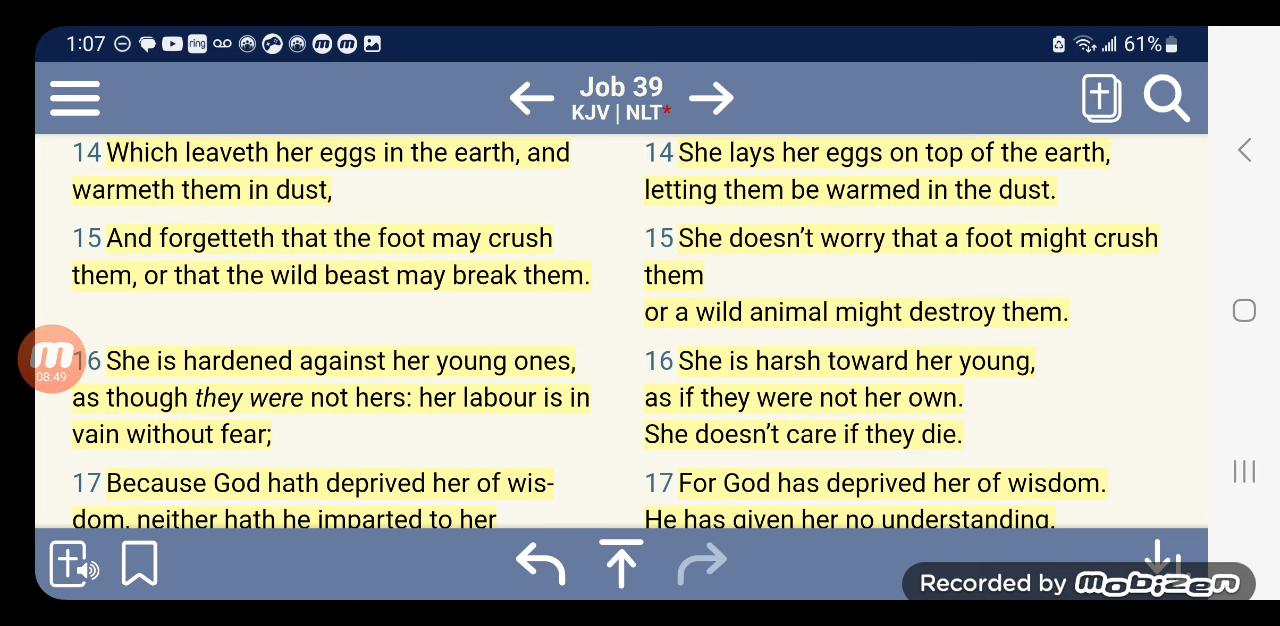 1:07 ring 61%
Job 39
KJV | NLT*
14 Which leaveth her eggs in the earth, and
warmeth them in dust,
15 And forgetteth that the foot may crush
them, or that the wild beast may break them.
16 She is hardened against her young ones,
as though they were not hers: her labour is in
vain without fear;
17 Because God hath deprived her of wis-
dom, neither hath he imparted to her
14 She lays her eggs on top of the earth,
letting them be warmed in the dust.
15 She doesn’t worry that a foot might crush
them
or a wild animal might destroy them.
16 She is harsh toward her young,
as if they were not her own.
She doesn’t care if they die.
17 For God has deprived her of wisdom.
He has given her no understanding.
m
08:49
Recorded by mobizen